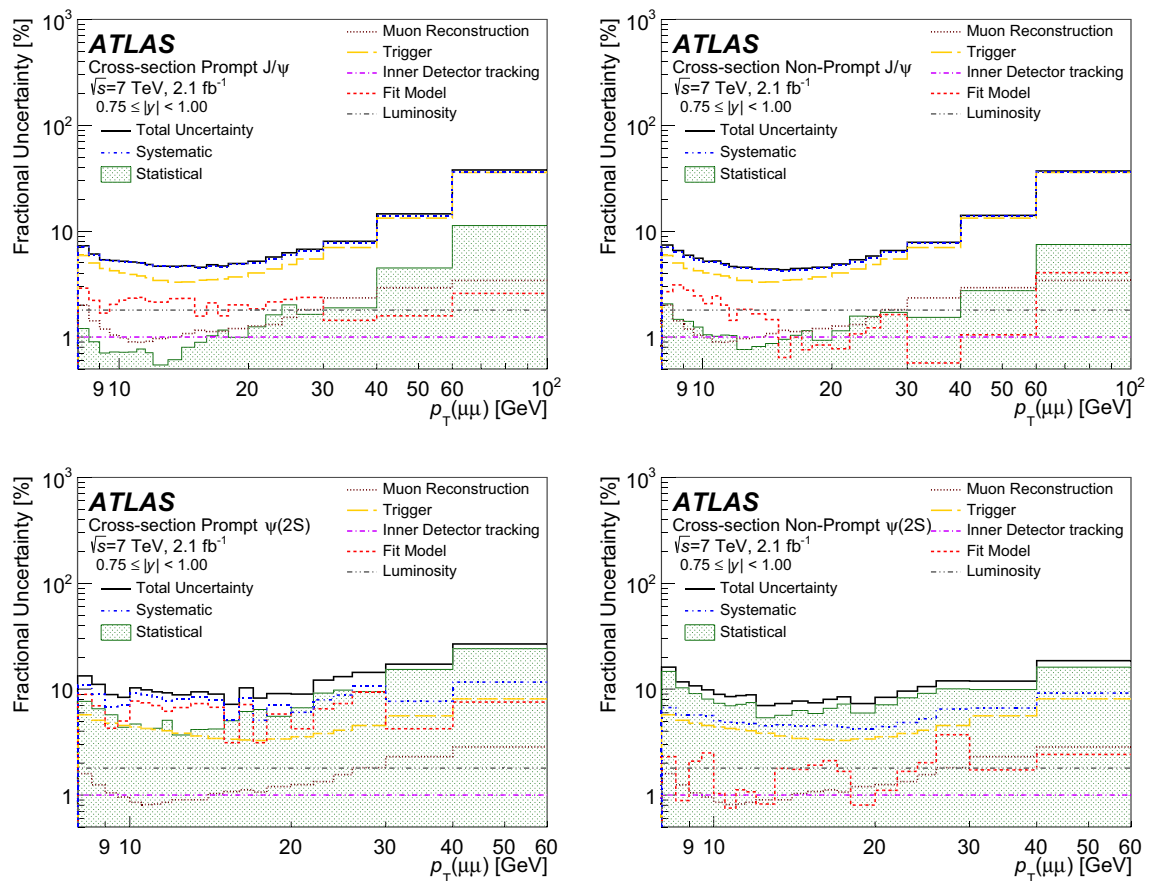 Fractional Uncertainty [%]
10³
10²
10
1
ATLAS
Cross-section Prompt J/ψ
√s=7 TeV, 2.1 fb⁻¹
0.75 ≤ |y| < 1.00
Total Uncertainty
Systematic
Statistical
Muon Reconstruction
Trigger
Inner Detector tracking
Fit Model
Luminosity
9 10 20 30 40 50 60 10²
p_T(μμ) [GeV]
Fractional Uncertainty [%]
10³
10²
10
1
ATLAS
Cross-section Non-Prompt J/ψ
√s=7 TeV, 2.1 fb⁻¹
0.75 ≤ |y| < 1.00
Total Uncertainty
Systematic
Statistical
Muon Reconstruction
Trigger
Inner Detector tracking
Fit Model
Luminosity
9 10 20 30 40 50 60 10²
p_T(μμ) [GeV]
Fractional Uncertainty [%]
10³
10²
10
1
ATLAS
Cross-section Prompt ψ(2S)
√s=7 TeV, 2.1 fb⁻¹
0.75 ≤ |y| < 1.00
Total Uncertainty
Systematic
Statistical
Muon Reconstruction
Trigger
Inner Detector tracking
Fit Model
Luminosity
9 10 20 30 40 50 60
p_T(μμ) [GeV]
Fractional Uncertainty [%]
10³
10²
10
1
ATLAS
Cross-section Non-Prompt ψ(2S)
√s=7 TeV, 2.1 fb⁻¹
0.75 ≤ |y| < 1.00
Total Uncertainty
Systematic
Statistical
Muon Reconstruction
Trigger
Inner Detector tracking
Fit Model
Luminosity
9 10 20 30 40 50 60
p_T(μμ) [GeV]